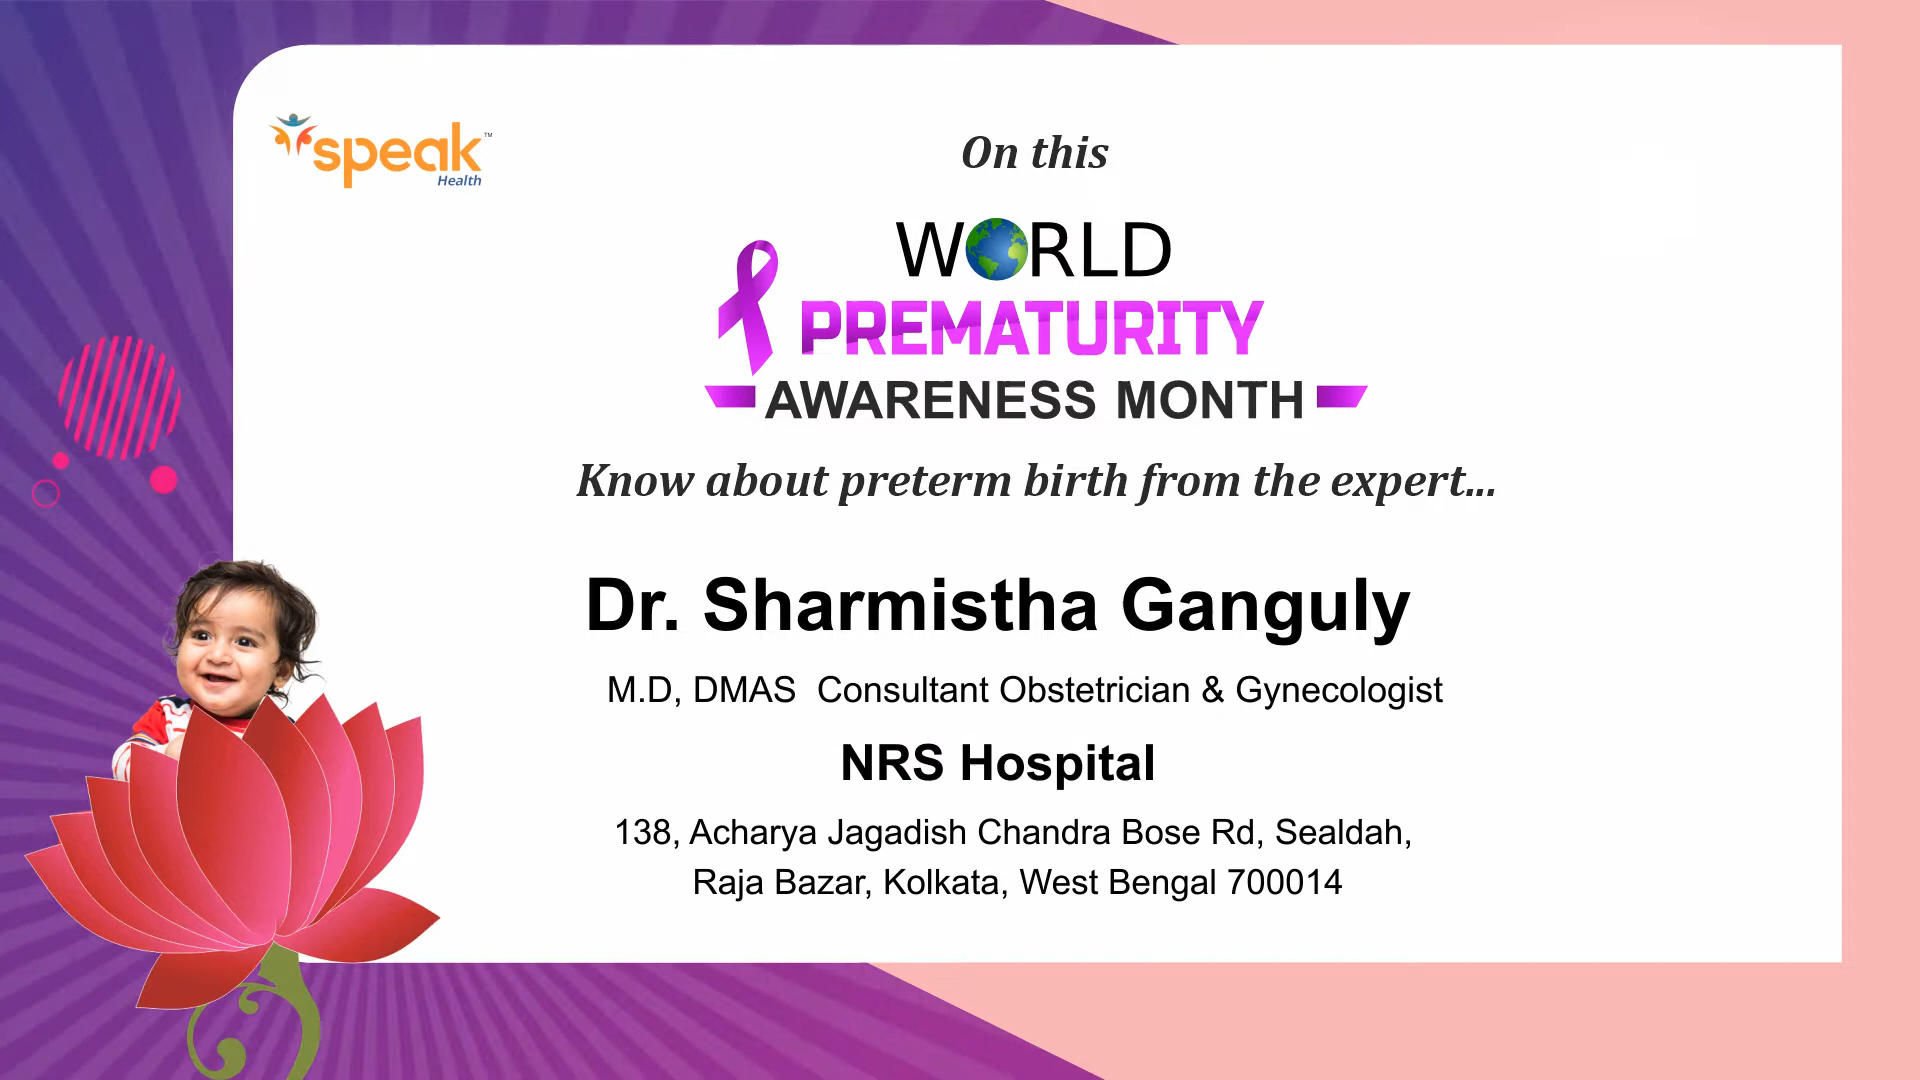 speak™
Health
On this
WORLD
PREMATURITY
AWARENESS MONTH
Know about preterm birth from the expert...
Dr. Sharmistha Ganguly
M.D, DMAS  Consultant Obstetrician & Gynecologist
NRS Hospital
138, Acharya Jagadish Chandra Bose Rd, Sealdah,
Raja Bazar, Kolkata, West Bengal 700014